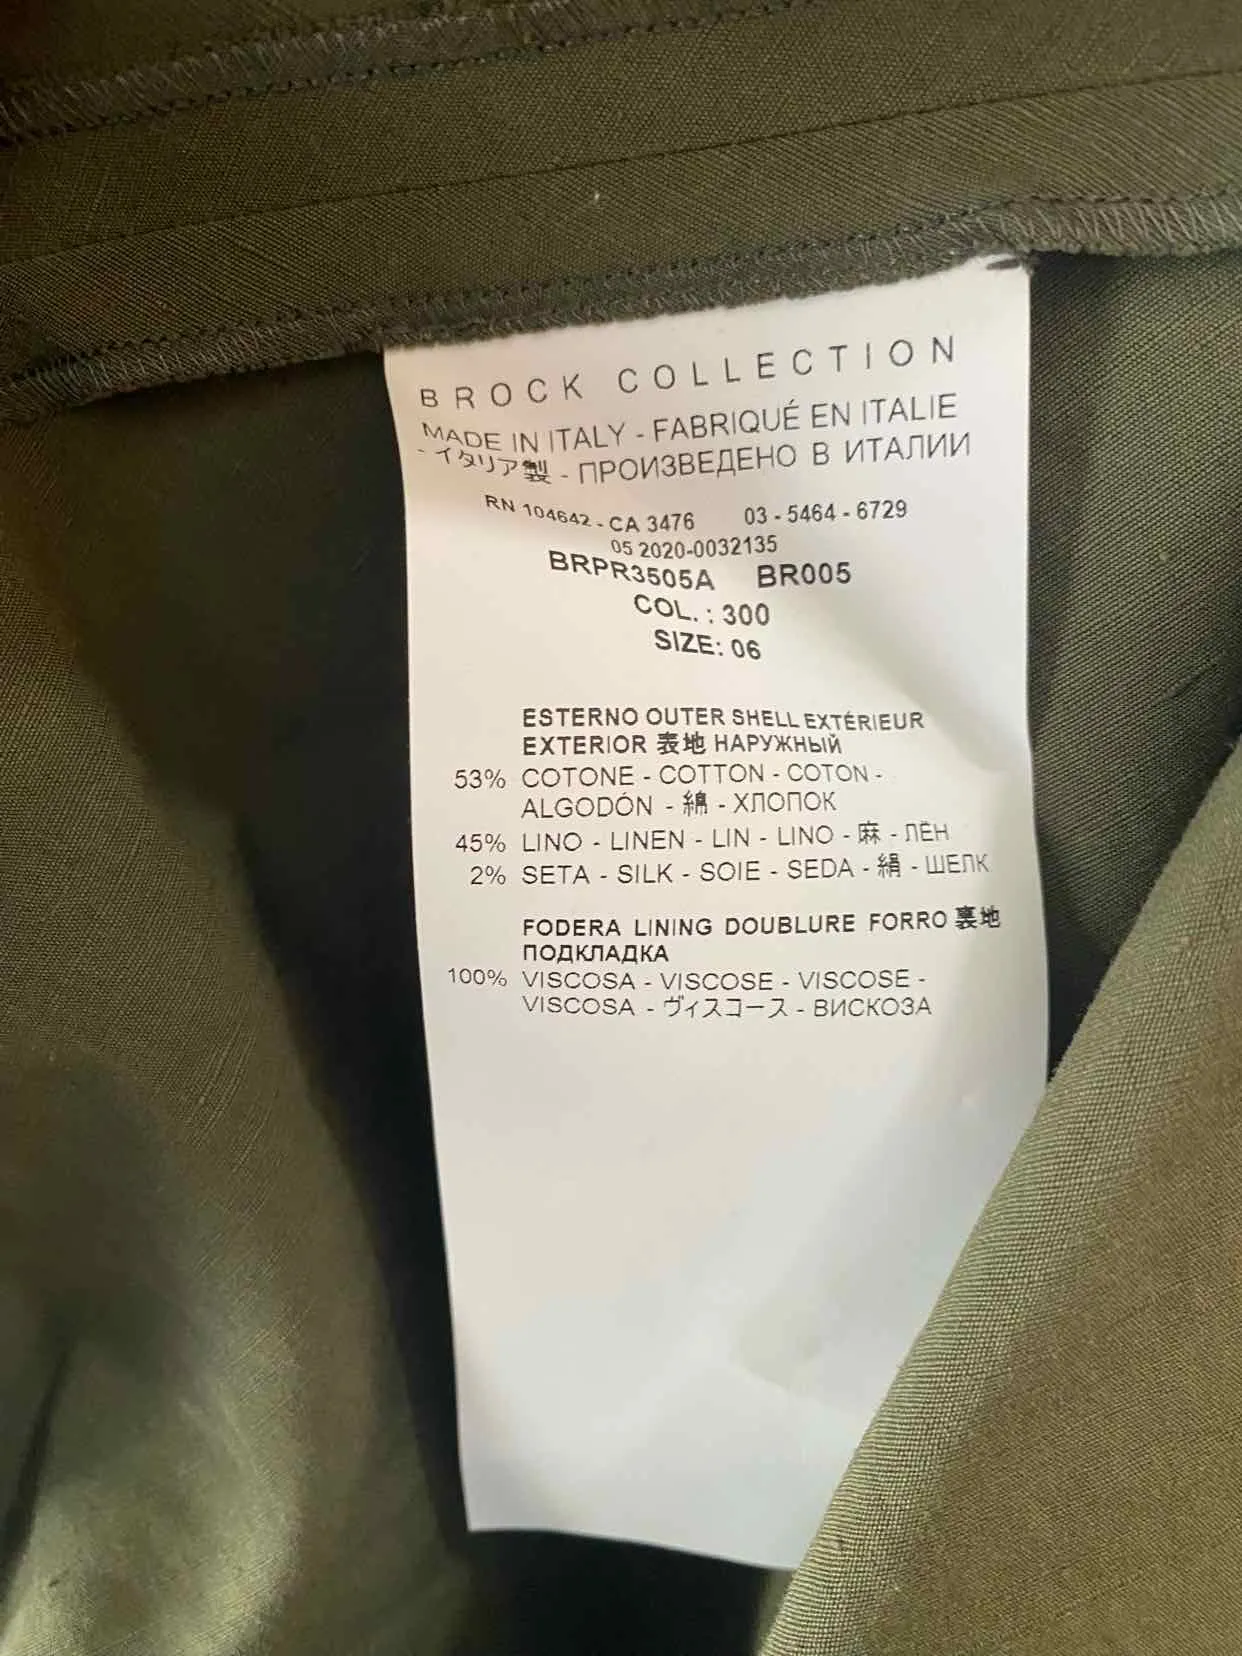 BROCK COLLECTION
MADE IN ITALY - FABRIQUÉ EN ITALIE
- イタリア製 - ПРОИЗВЕДЕНО В ИТАЛИИ
RN 104642 - CA 3476 03 - 5464 - 6729
05 2020-0032135
BRPR3505A BR005
COL. : 300
SIZE: 06
ESTERNO OUTER SHELL EXTÉRIEUR
EXTERIOR 表地 НАРУЖНЫЙ
53% COTONE - COTTON - COTON -
ALGODÓN - 綿 - ХЛОПОК
45% LINO - LINEN - LIN - LINO - 麻 - ЛЁН
2% SETA - SILK - SOIE - SEDA - 絹 - ШЕЛК
FODERA LINING DOUBLURE FORRO 裏地
ПОДКЛАДКА
100% VISCOSA - VISCOSE - VISCOSE -
VISCOSA - ヴィスコース - ВИСКОЗА